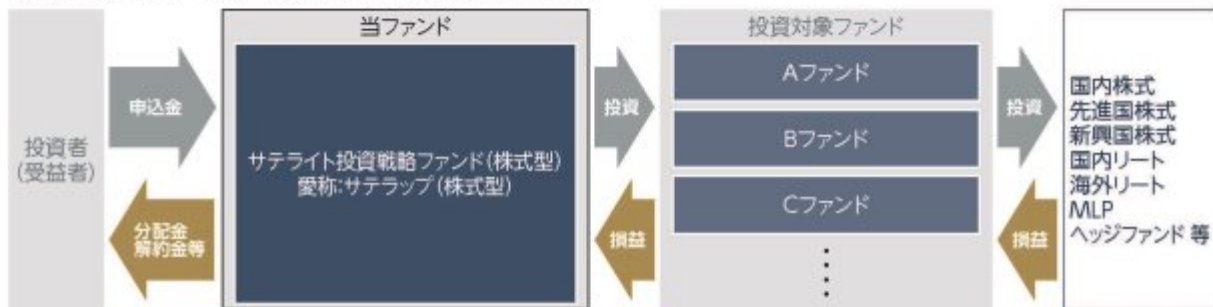 投資者
(受益者)
申込金
分配金
解約金等
当ファンド
サテライト投資戦略ファンド(株式型)
愛称:サテラップ(株式型)
投資
損益
投資対象ファンド
Aファンド
Bファンド
Cファンド
投資
損益
国内株式
先進国株式
新興国株式
国内リート
海外リート
MLP
ヘッジファンド 等